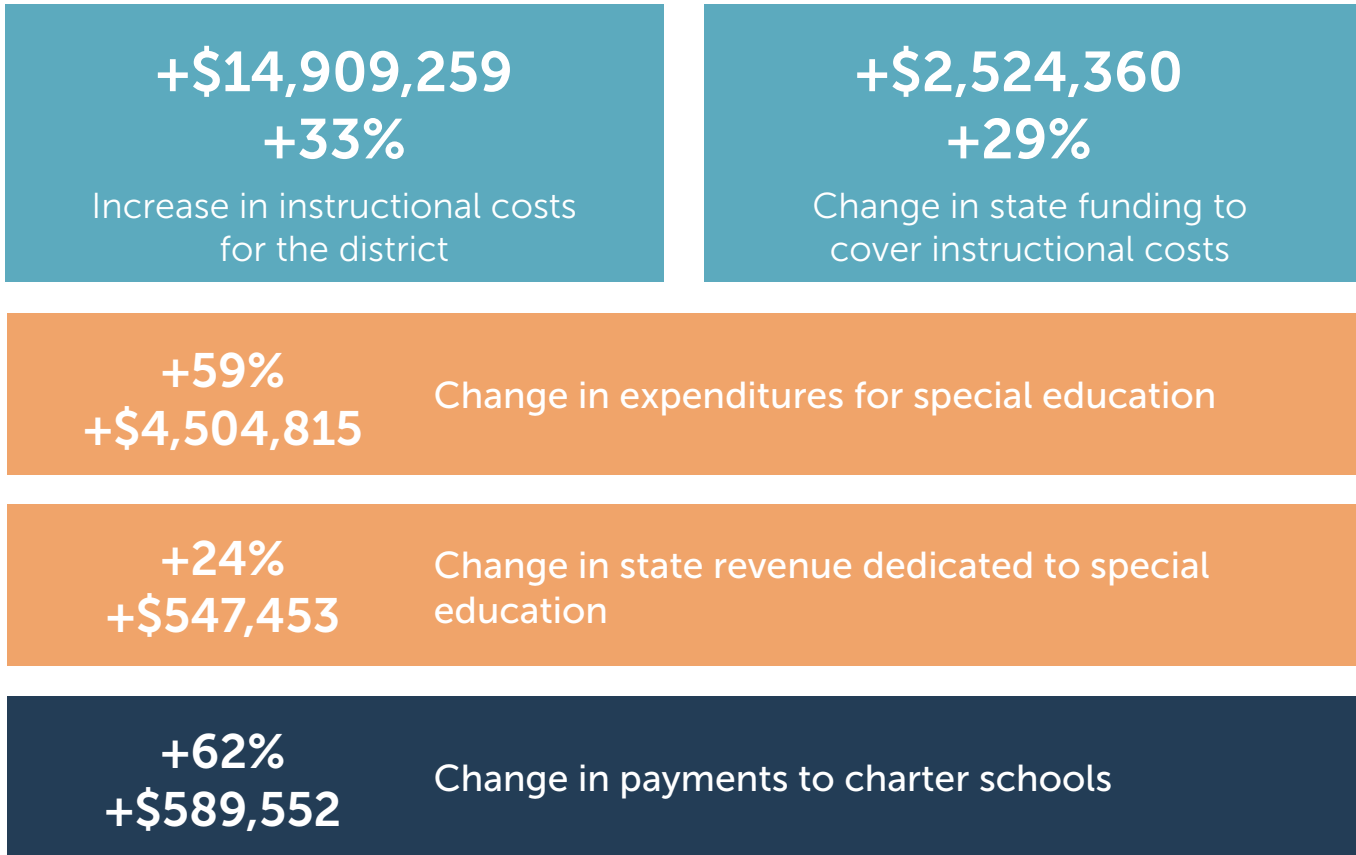 +$14,909,259
+33%
Increase in instructional costs
for the district
+$2,524,360
+29%
Change in state funding to
cover instructional costs
+59%
+$4,504,815
Change in expenditures for special education
+24%
+$547,453
Change in state revenue dedicated to special
education
+62%
+$589,552
Change in payments to charter schools